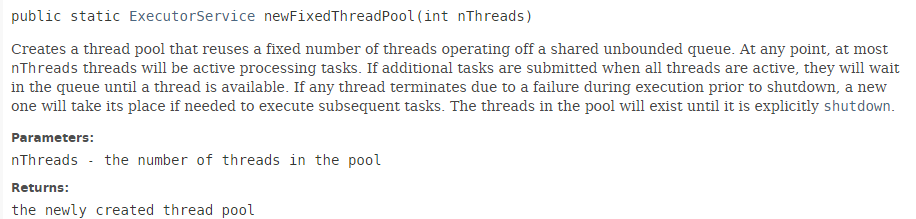 public static ExecutorService newFixedThreadPool(int nThreads)
Creates a thread pool that reuses a fixed number of threads operating off a shared unbounded queue. At any point, at most
nThreads threads will be active processing tasks. If additional tasks are submitted when all threads are active, they will wait
in the queue until a thread is available. If any thread terminates due to a failure during execution prior to shutdown, a new
one will take its place if needed to execute subsequent tasks. The threads in the pool will exist until it is explicitly shutdown.
Parameters:
nThreads - the number of threads in the pool
Returns:
the newly created thread pool